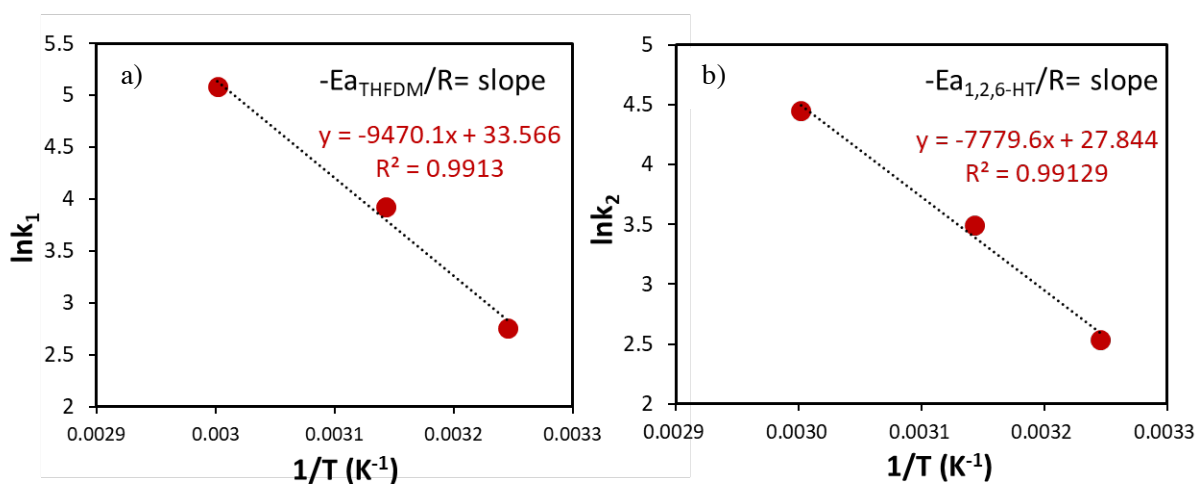 a)
-Ea_THFDM/R= slope
y = -9470.1x + 33.566
R² = 0.9913
lnk₁
5.5
5
4.5
4
3.5
3
2.5
2
0.0029
0.003
0.0031
0.0032
0.0033
1/T (K⁻¹)
b)
-Ea_1,2,6-HT/R= slope
y = -7779.6x + 27.844
R² = 0.99129
lnk₂
5
4.5
4
3.5
3
2.5
2
0.0029
0.0030
0.0031
0.0032
0.0033
1/T (K⁻¹)